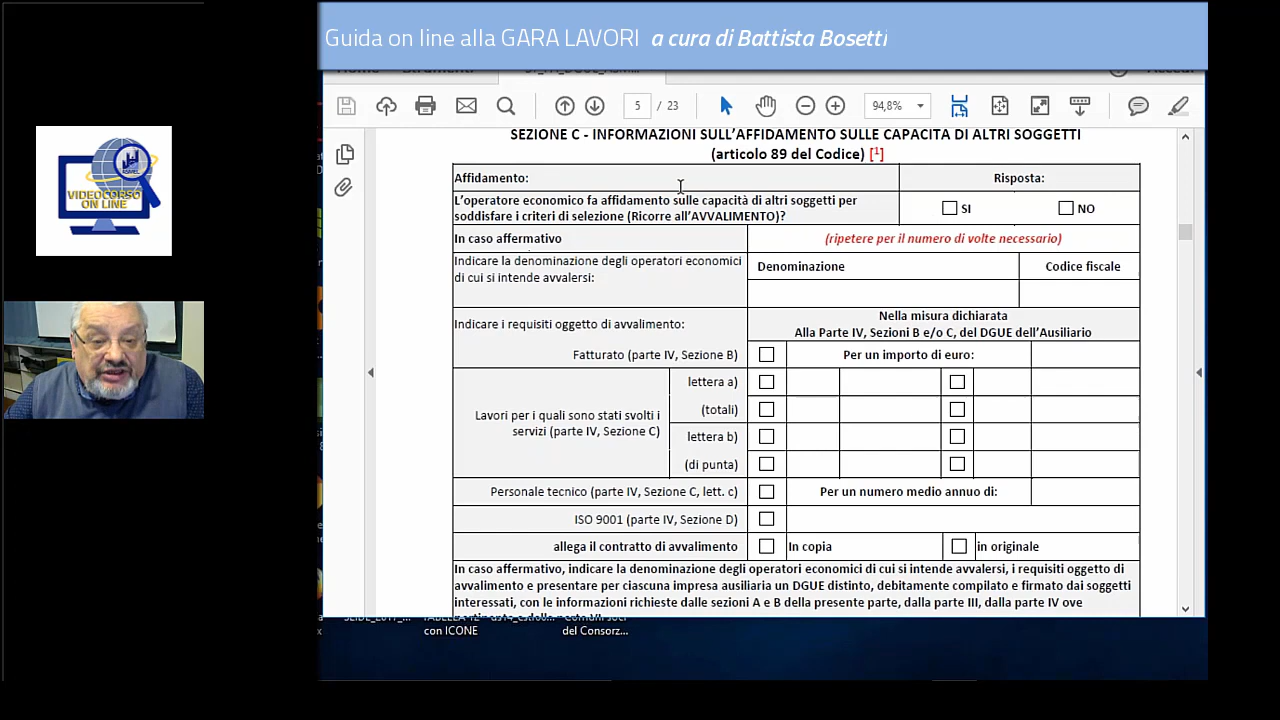 Guida on line alla GARA LAVORI a cura di Battista Bosetti
5 / 23
94,8%
VIDEOCORSO
ON LINE
SEZIONE C - INFORMAZIONI SULL'AFFIDAMENTO SULLE CAPACITA DI ALTRI SOGGETTI
(articolo 89 del Codice) [1]
Affidamento:
Risposta:
L'operatore economico fa affidamento sulle capacità di altri soggetti per
soddisfare i criteri di selezione (Ricorre all'AVVALIMENTO)?
SI
NO
In caso affermativo
(ripetere per il numero di volte necessario)
Indicare la denominazione degli operatori economici
di cui si intende avvalersi:
Denominazione
Codice fiscale
Indicare i requisiti oggetto di avvalimento:
Nella misura dichiarata
Alla Parte IV, Sezioni B e/o C, del DGUE dell'Ausiliario
Fatturato (parte IV, Sezione B)
Per un importo di euro:
Lavori per i quali sono stati svolti i
servizi (parte IV, Sezione C)
lettera a)
(totali)
lettera b)
(di punta)
Personale tecnico (parte IV, Sezione C, lett. c)
Per un numero medio annuo di:
ISO 9001 (parte IV, Sezione D)
allega il contratto di avvalimento
In copia
in originale
In caso affermativo, indicare la denominazione degli operatori economici di cui si intende avvalersi, i requisiti oggetto di
avvalimento e presentare per ciascuna impresa ausiliaria un DGUE distinto, debitamente compilato e firmato dai soggetti
interessati, con le informazioni richieste dalle sezioni A e B della presente parte, dalla parte III, dalla parte IV ove
con ICONE
del Consorz...